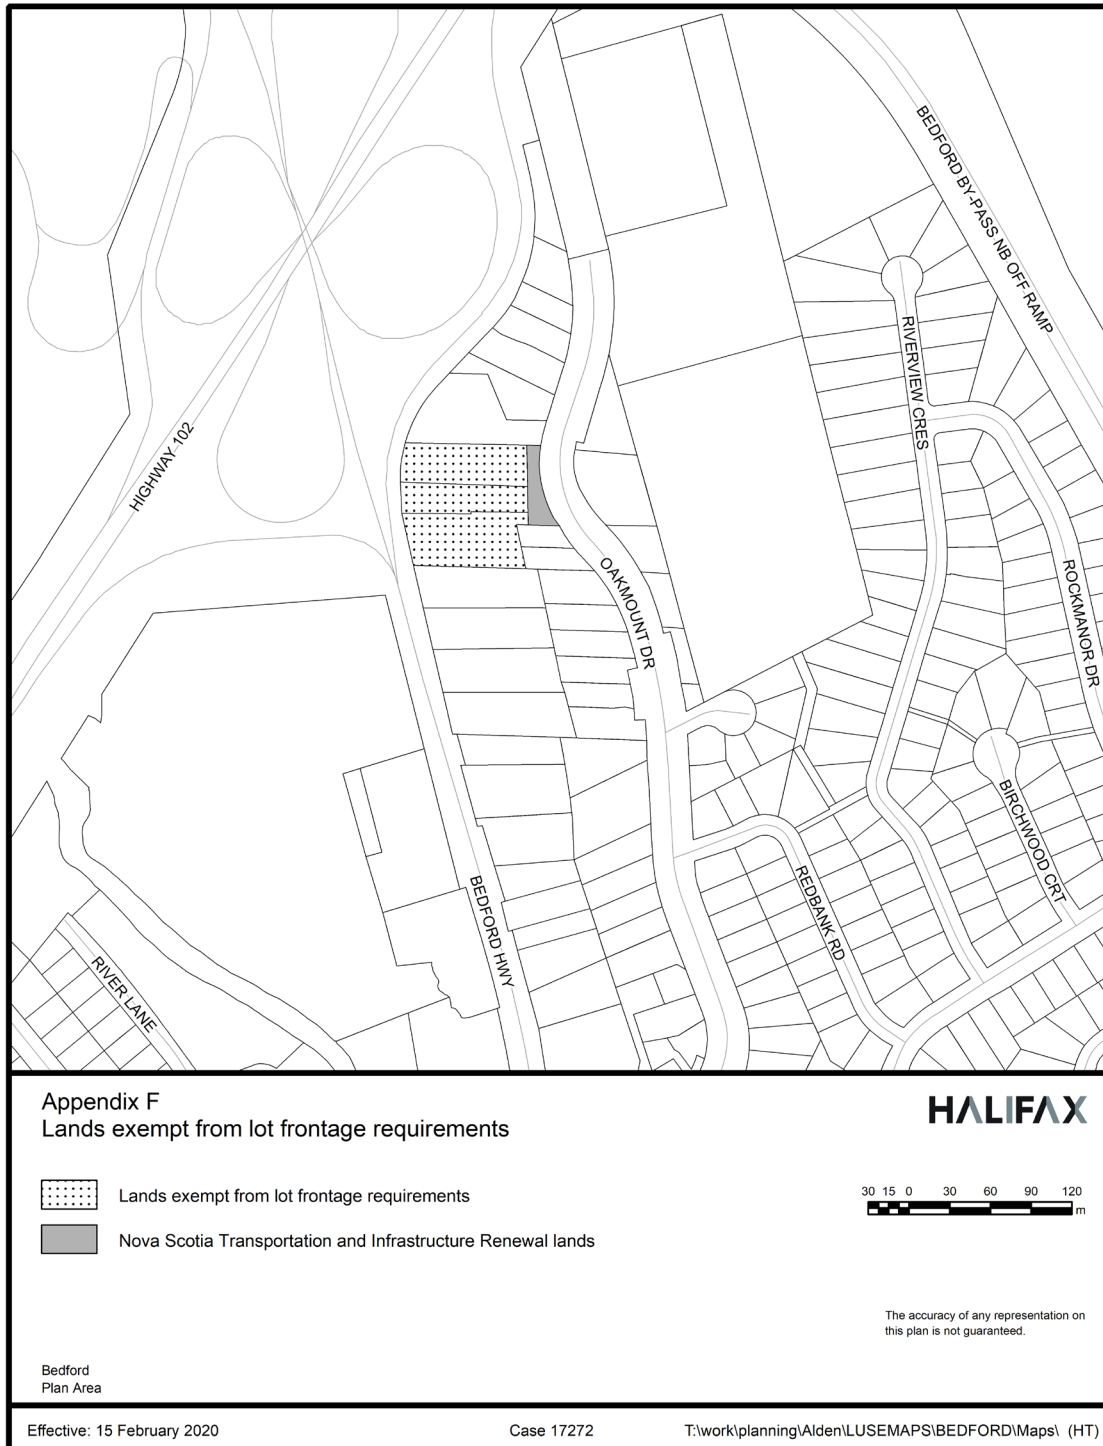 BEDFORD BY-PASS NB OFF RAMP
RIVERVIEW CRES
HIGHWAY 102
OAKMOUNT DR
ROCKMANOR DR
BIRCHWOOD CRT
REDBANK RD
BEDFORD HWY
RIVER LANE
Appendix F
Lands exempt from lot frontage requirements
HALIFAX
Lands exempt from lot frontage requirements
30 15 0 30 60 90 120
m
Nova Scotia Transportation and Infrastructure Renewal lands
The accuracy of any representation on
this plan is not guaranteed.
Bedford
Plan Area
Effective: 15 February 2020 Case 17272 T:\work\planning\Alden\LUSEMAPS\BEDFORD\Maps\ (HT)